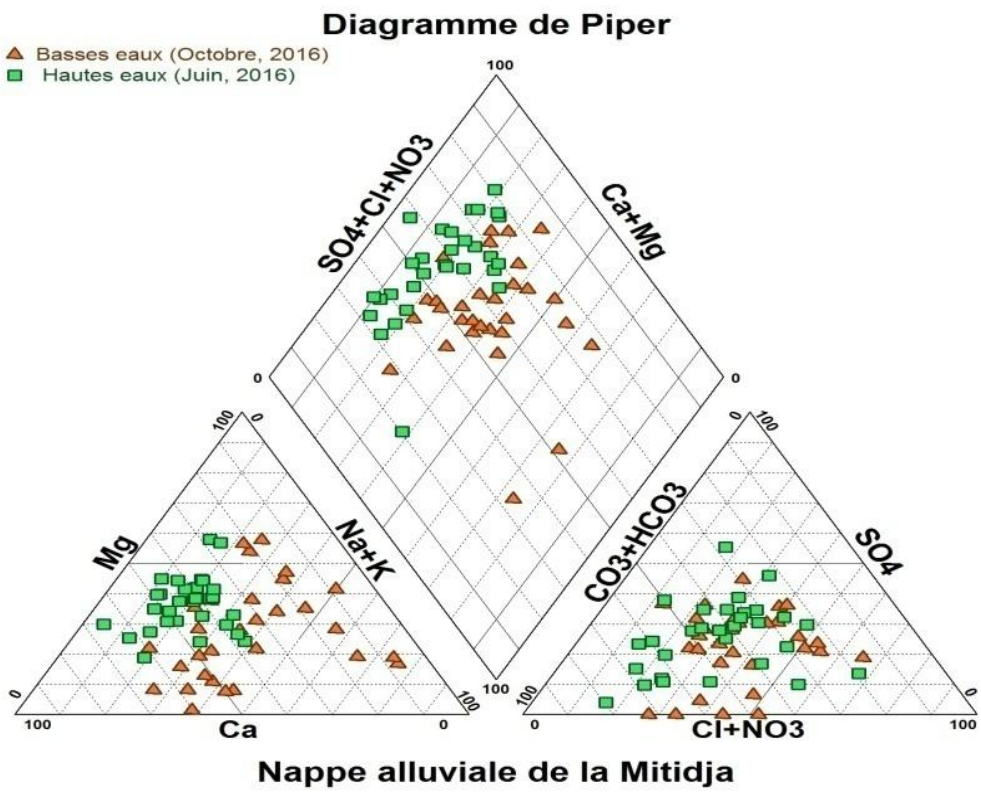 Diagramme de Piper
Basses eaux (Octobre, 2016)
Hautes eaux (Juin, 2016)
100
SO4+Cl+NO3
Ca+Mg
0
0
100
0
0
100
Mg
Na+K
CO3+HCO3
SO4
0
100
100
100
0
100
Ca
0
0
Cl+NO3
100
Nappe alluviale de la Mitidja